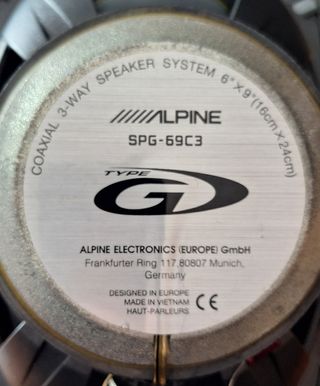 COAXIAL 3-WAY SPEAKER SYSTEM 6"X9"(16cm X 24cm)
ALPINE
SPG-69C3
TYPE
G
ALPINE ELECTRONICS (EUROPE) GmbH
Frankfurter Ring 117,80807 Munich,
Germany
DESIGNED IN EUROPE
MADE IN VIETNAM
HAUT-PARLEURS
CE